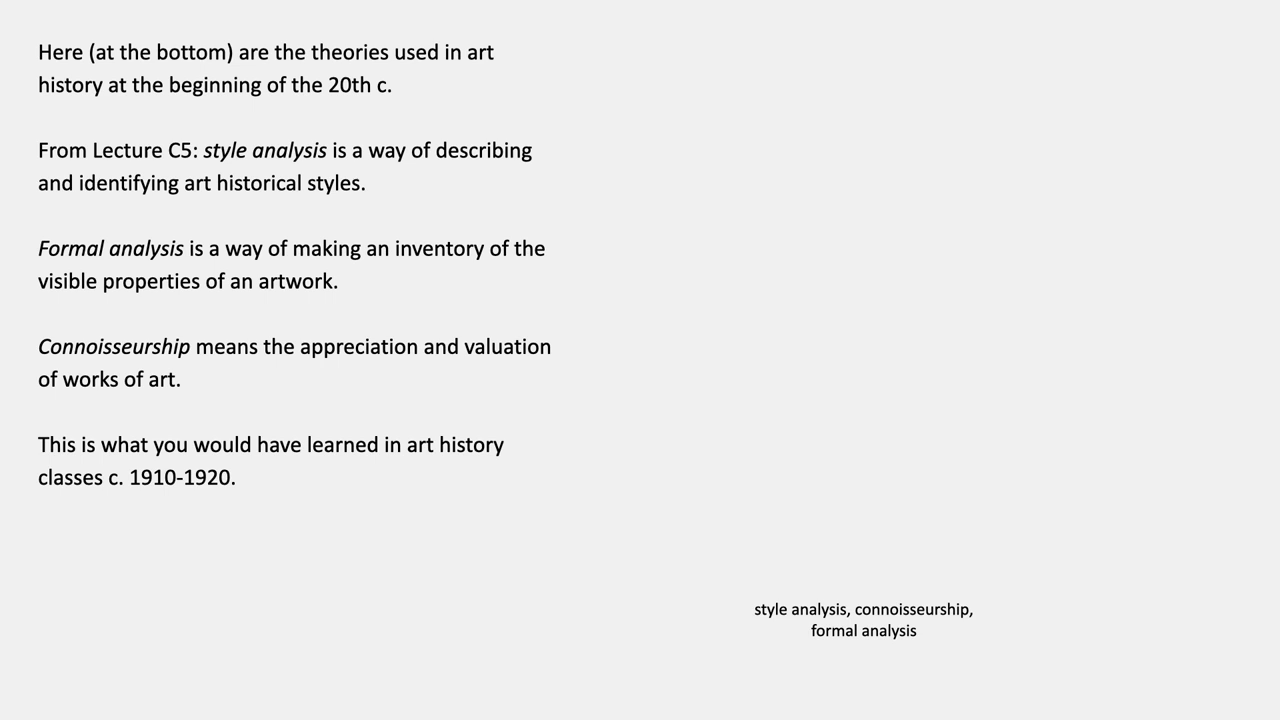 Here (at the bottom) are the theories used in art
history at the beginning of the 20th c.
From Lecture C5: style analysis is a way of describing
and identifying art historical styles.
Formal analysis is a way of making an inventory of the
visible properties of an artwork.
Connoisseurship means the appreciation and valuation
of works of art.
This is what you would have learned in art history
classes c. 1910-1920.
style analysis, connoisseurship,
formal analysis